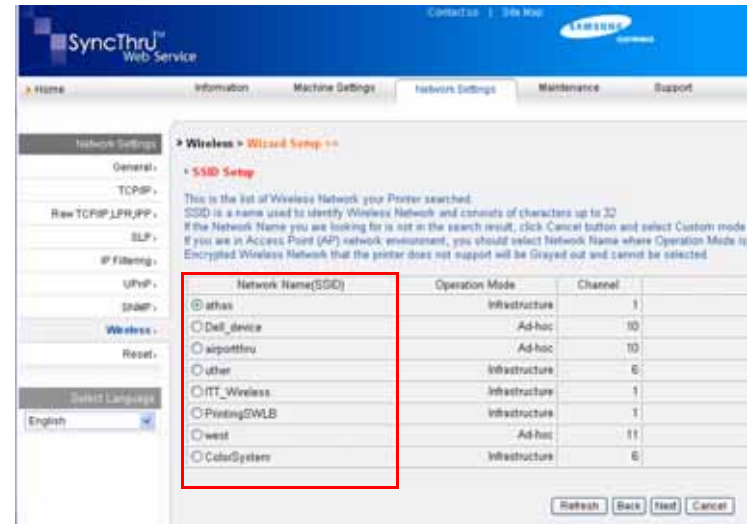 SyncThru™
Web Service
Contact us | Site Map
SAMSUNG
ELECTRONICS
Home
Information
Machine Settings
Network Settings
Maintenance
Support
Network Settings
General
TCP/IP
Raw TCP/IP,LPR,IPP
SLP
IP Filtering
UPnP
SNMP
Wireless
Reset
Select Language
English
> Wireless > Wizard Setup >>
SSID Setup
This is the list of Wireless Network your Printer searched.
SSID is a name used to identify Wireless Network and consists of characters up to 32
If the Network Name you are looking for is not in the search result, click Cancel button and select Custom mode
If you are in Access Point (AP) network environment, you should select Network Name where Operation Mode is
Encrypted Wireless Network that the printer does not support will be Grayed out and cannot be selected
Network Name(SSID) Operation Mode Channel
athas Infrastructure 1
Dell_device Ad-hoc 10
airportthru Ad-hoc 10
uther Infrastructure 6
ITT_Wireless Infrastructure 1
PrintingSWLB Infrastructure 1
west Ad-hoc 11
ColorSystem Infrastructure 6
Refresh Back Next Cancel